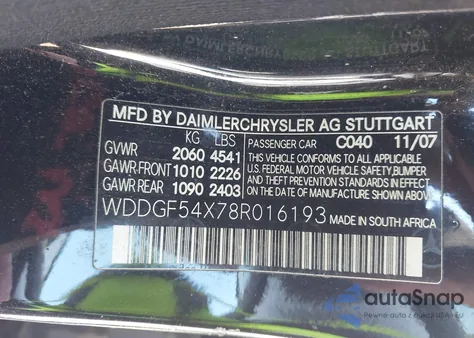 MFD BY DAIMLERCHRYSLER AG STUTTGART
KG LBS PASSENGER CAR C040 11/07
GVWR 2060 4541 THIS VEHICLE CONFORMS TO ALL APPLICABLE
GAWR-FRONT 1010 2226 U.S. FEDERAL MOTOR VEHICLE SAFETY,BUMPER
GAWR REAR 1090 2403 AND THEFT PREVENTION STANDARDS IN EFFECT
ON THE DATE OF MANUFACTURE SHOWN ABOVE
WDDGF54X78R016193 MADE IN SOUTH AFRICA
autoSnap